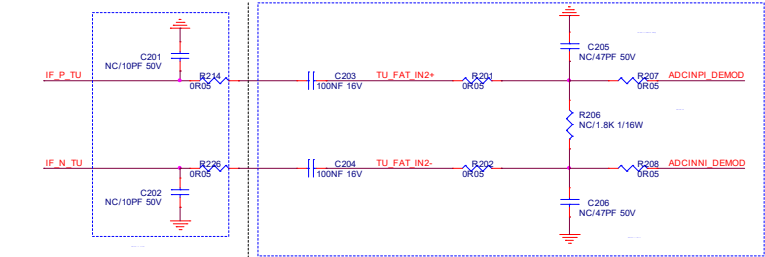 C201
NC/10PF 50V
C205
NC/47PF 50V
IF_P_TU
R214
0R05
C203
100NF 16V
TU_FAT_IN2+
R201
0R05
R207
0R05
ADCINPI_DEMOD
R206
NC/1.8K 1/16W
IF_N_TU
R226
0R05
C204
100NF 16V
TU_FAT_IN2-
R202
0R05
R208
0R05
ADCINNI_DEMOD
C202
NC/10PF 50V
C206
NC/47PF 50V